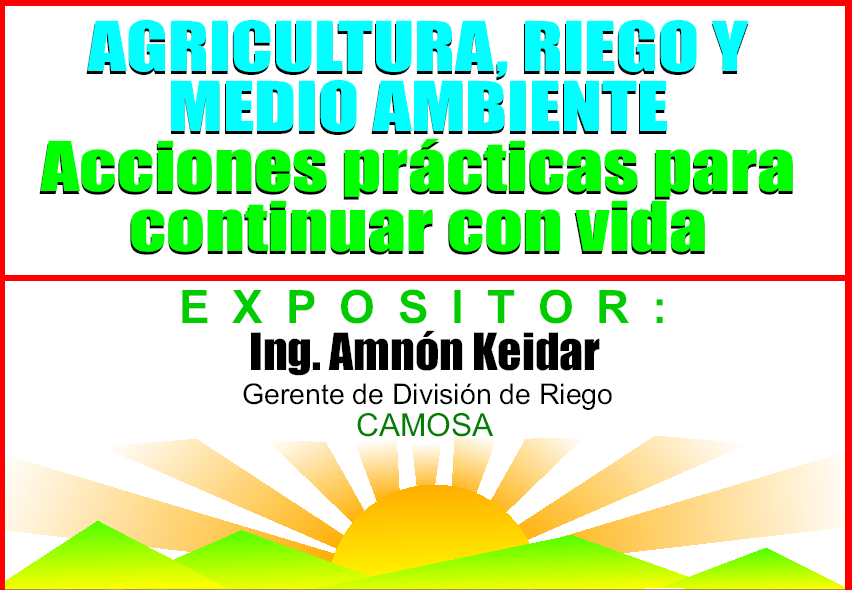 AGRICULTURA, RIEGO Y
MEDIO AMBIENTE
Acciones prácticas para
continuar con vida
EXPOSITOR:
Ing. Amnón Keidar
Gerente de División de Riego
CAMOSA